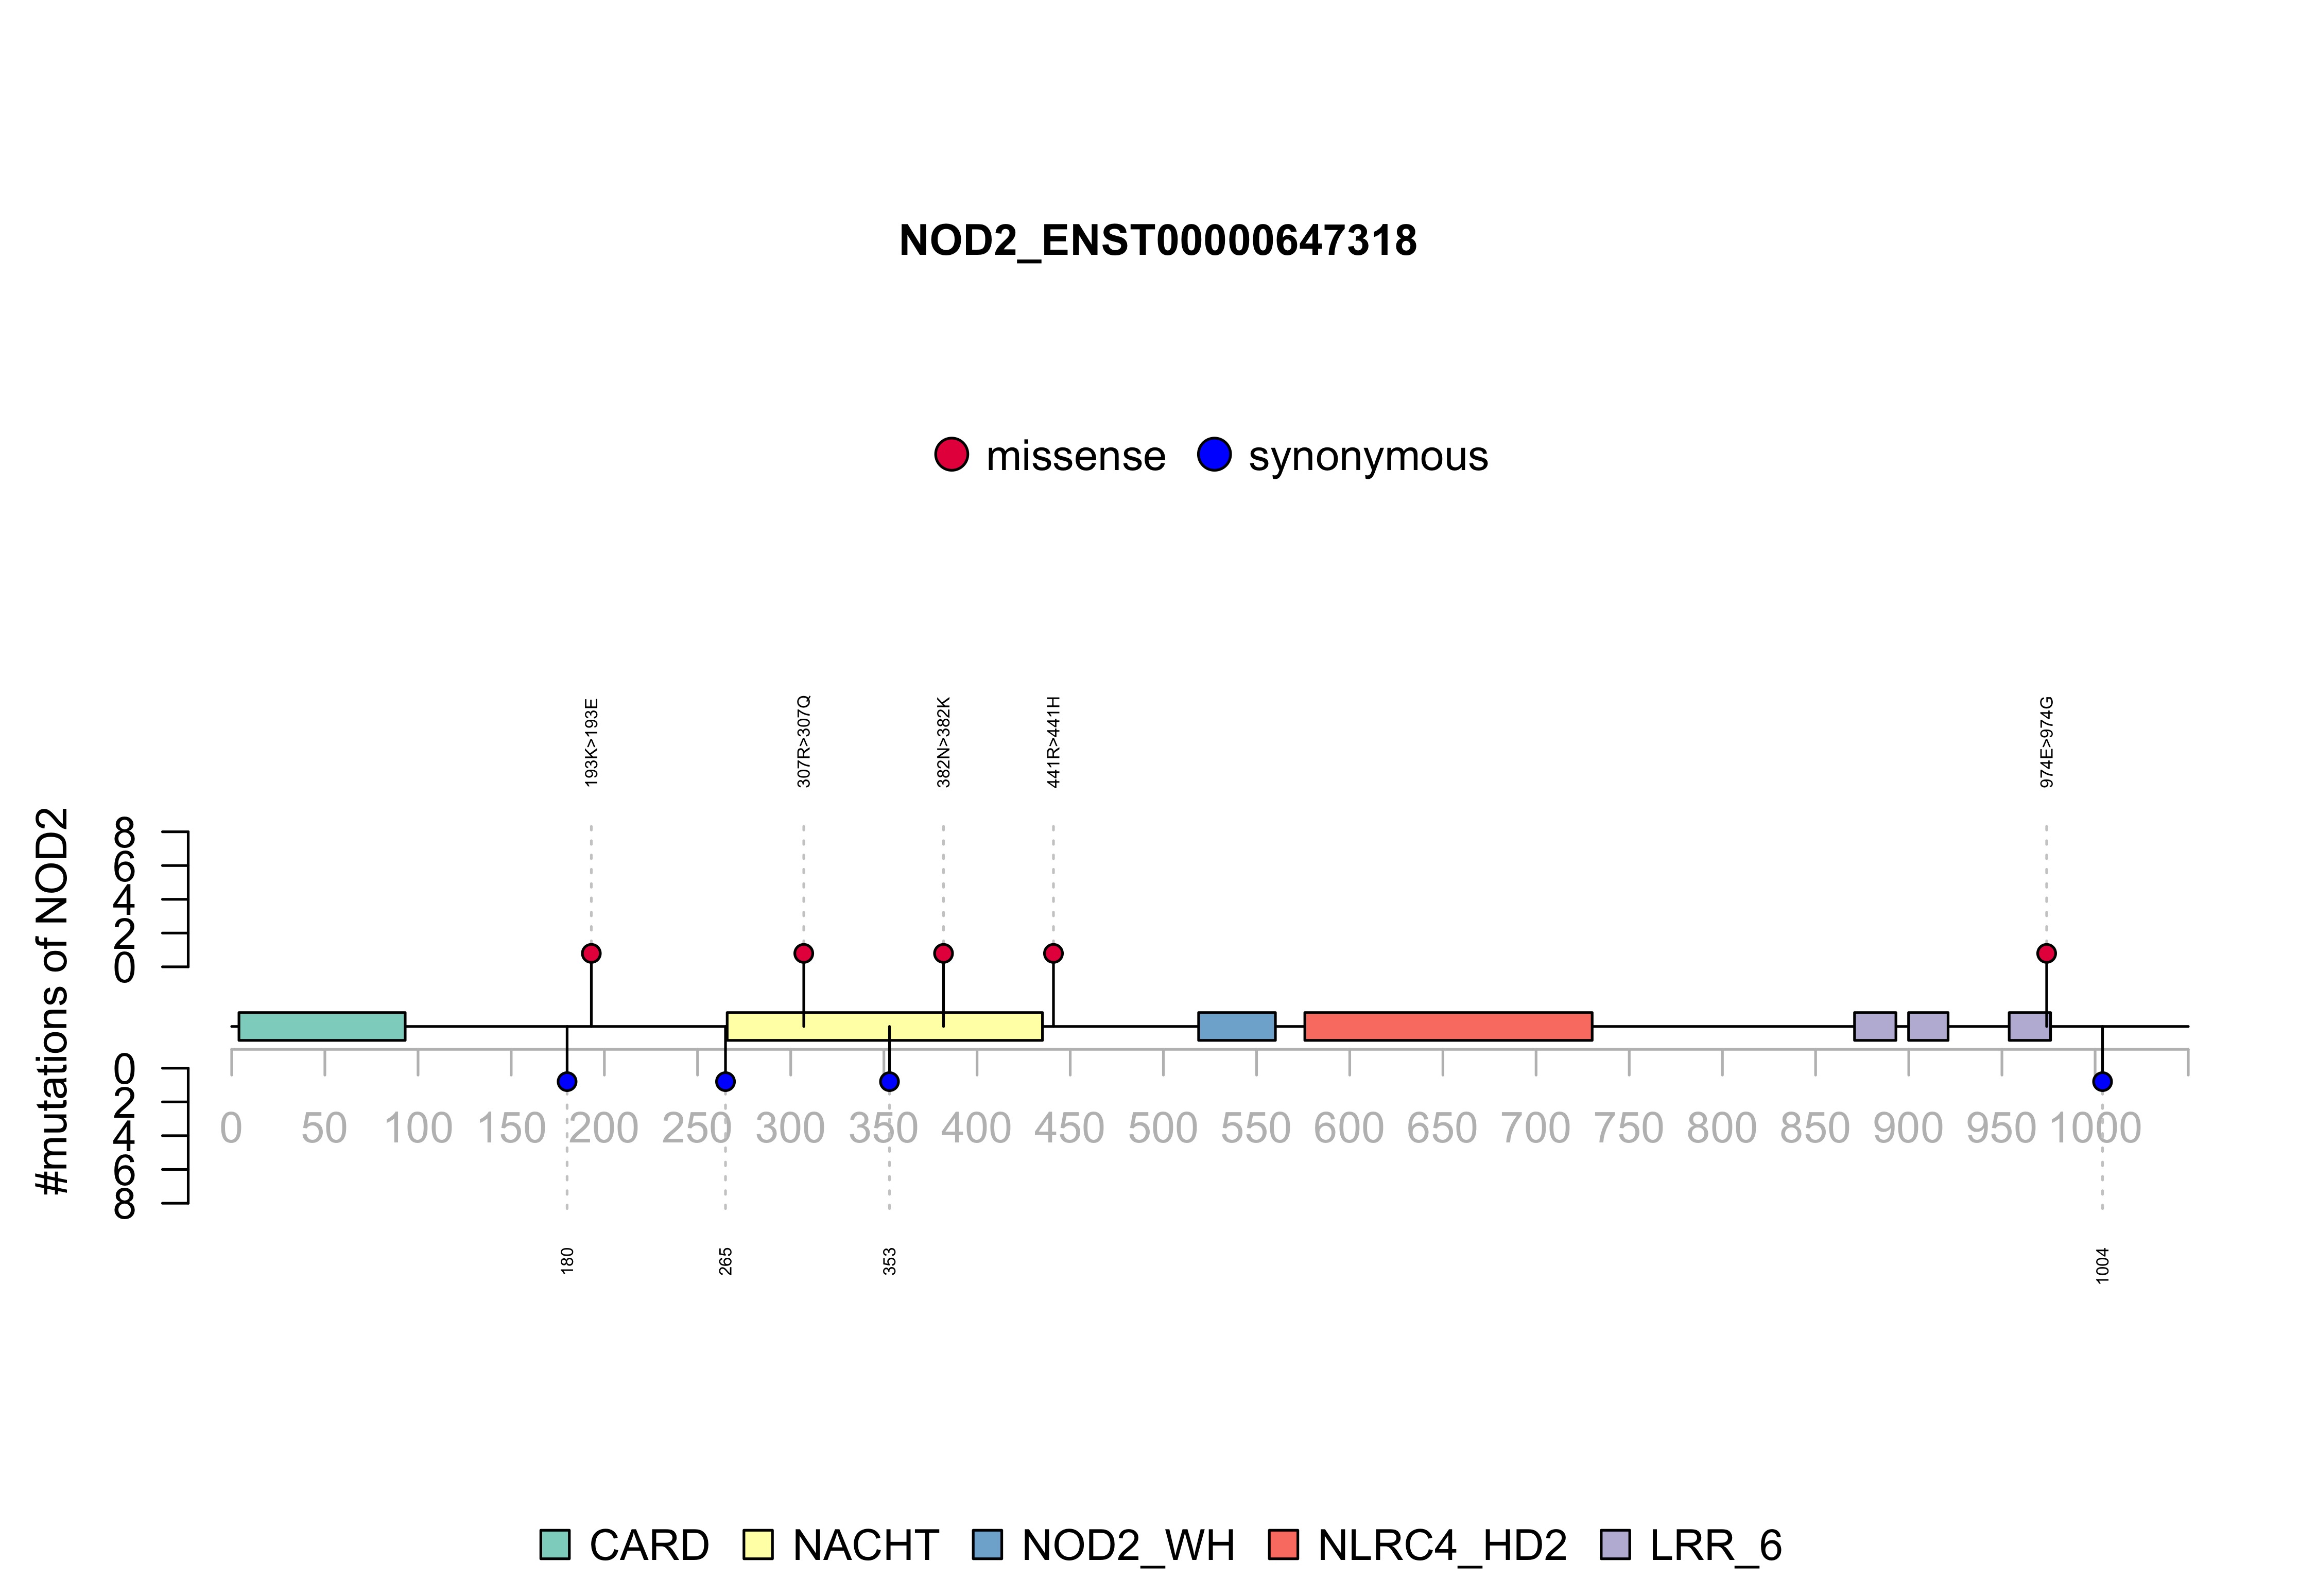 NOD2_ENST00000647318
missense synonymous
193K>193E
307R>307Q
382N>382K
441R>441H
974E>974G
#mutations of NOD2
8
6
4
2
0
0
2
4
6
8
0 50 100 150 200 250 300 350 400 450 500 550 600 650 700 750 800 850 900 950 1000
180
265
353
1004
CARD NACHT NOD2_WH NLRC4_HD2 LRR_6